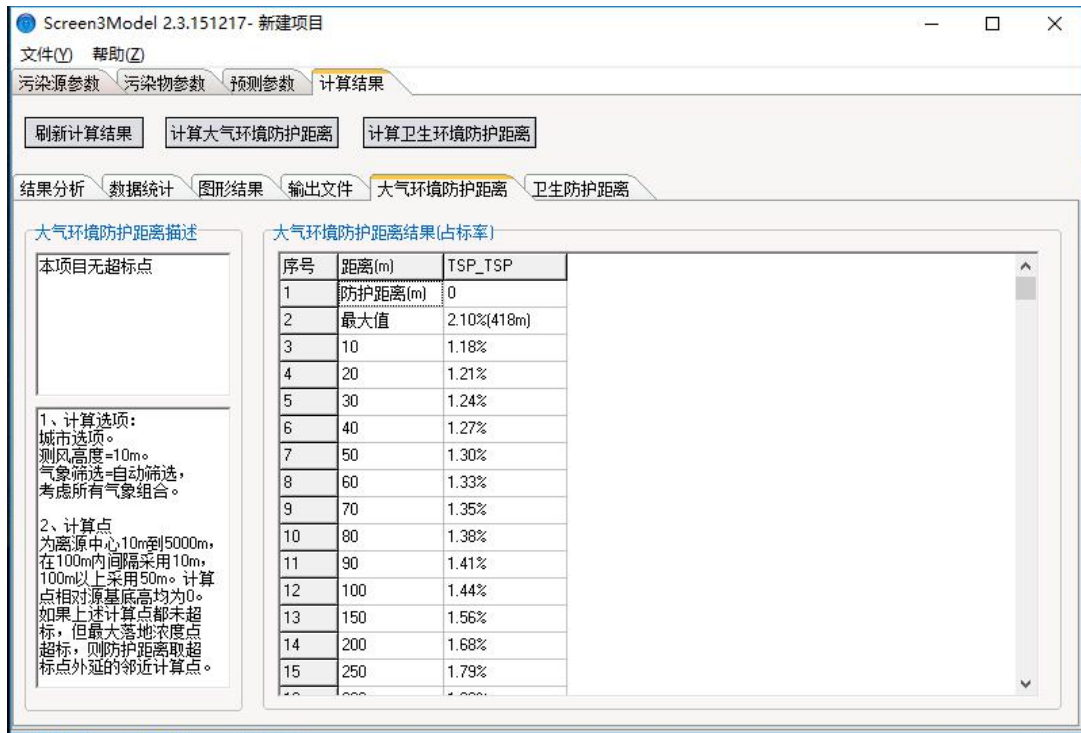 Screen3Model 2.3.151217- 新建项目
文件(Y) 帮助(Z)
污染源参数 污染物参数 预测参数 计算结果
刷新计算结果 计算大气环境防护距离 计算卫生环境防护距离
结果分析 数据统计 图形结果 输出文件 大气环境防护距离 卫生防护距离
大气环境防护距离描述
本项目无超标点
1、计算选项:
城市选项。
测风高度=10m。
气象筛选=自动筛选，
考虑所有气象组合。
2、计算点
为离源中心10m到5000m，
在100m内间隔采用10m，
100m以上采用50m。计算
点相对源基底高均为0。
如果上述计算点都未超
标，但最大落地浓度点
超标，则防护距离取超
标点外延的邻近计算点。
大气环境防护距离结果(占标率)
序号 距离(m) TSP_TSP
1 防护距离(m) 0
2 最大值 2.10%(418m)
3 10 1.18%
4 20 1.21%
5 30 1.24%
6 40 1.27%
7 50 1.30%
8 60 1.33%
9 70 1.35%
10 80 1.38%
11 90 1.41%
12 100 1.44%
13 150 1.56%
14 200 1.68%
15 250 1.79%